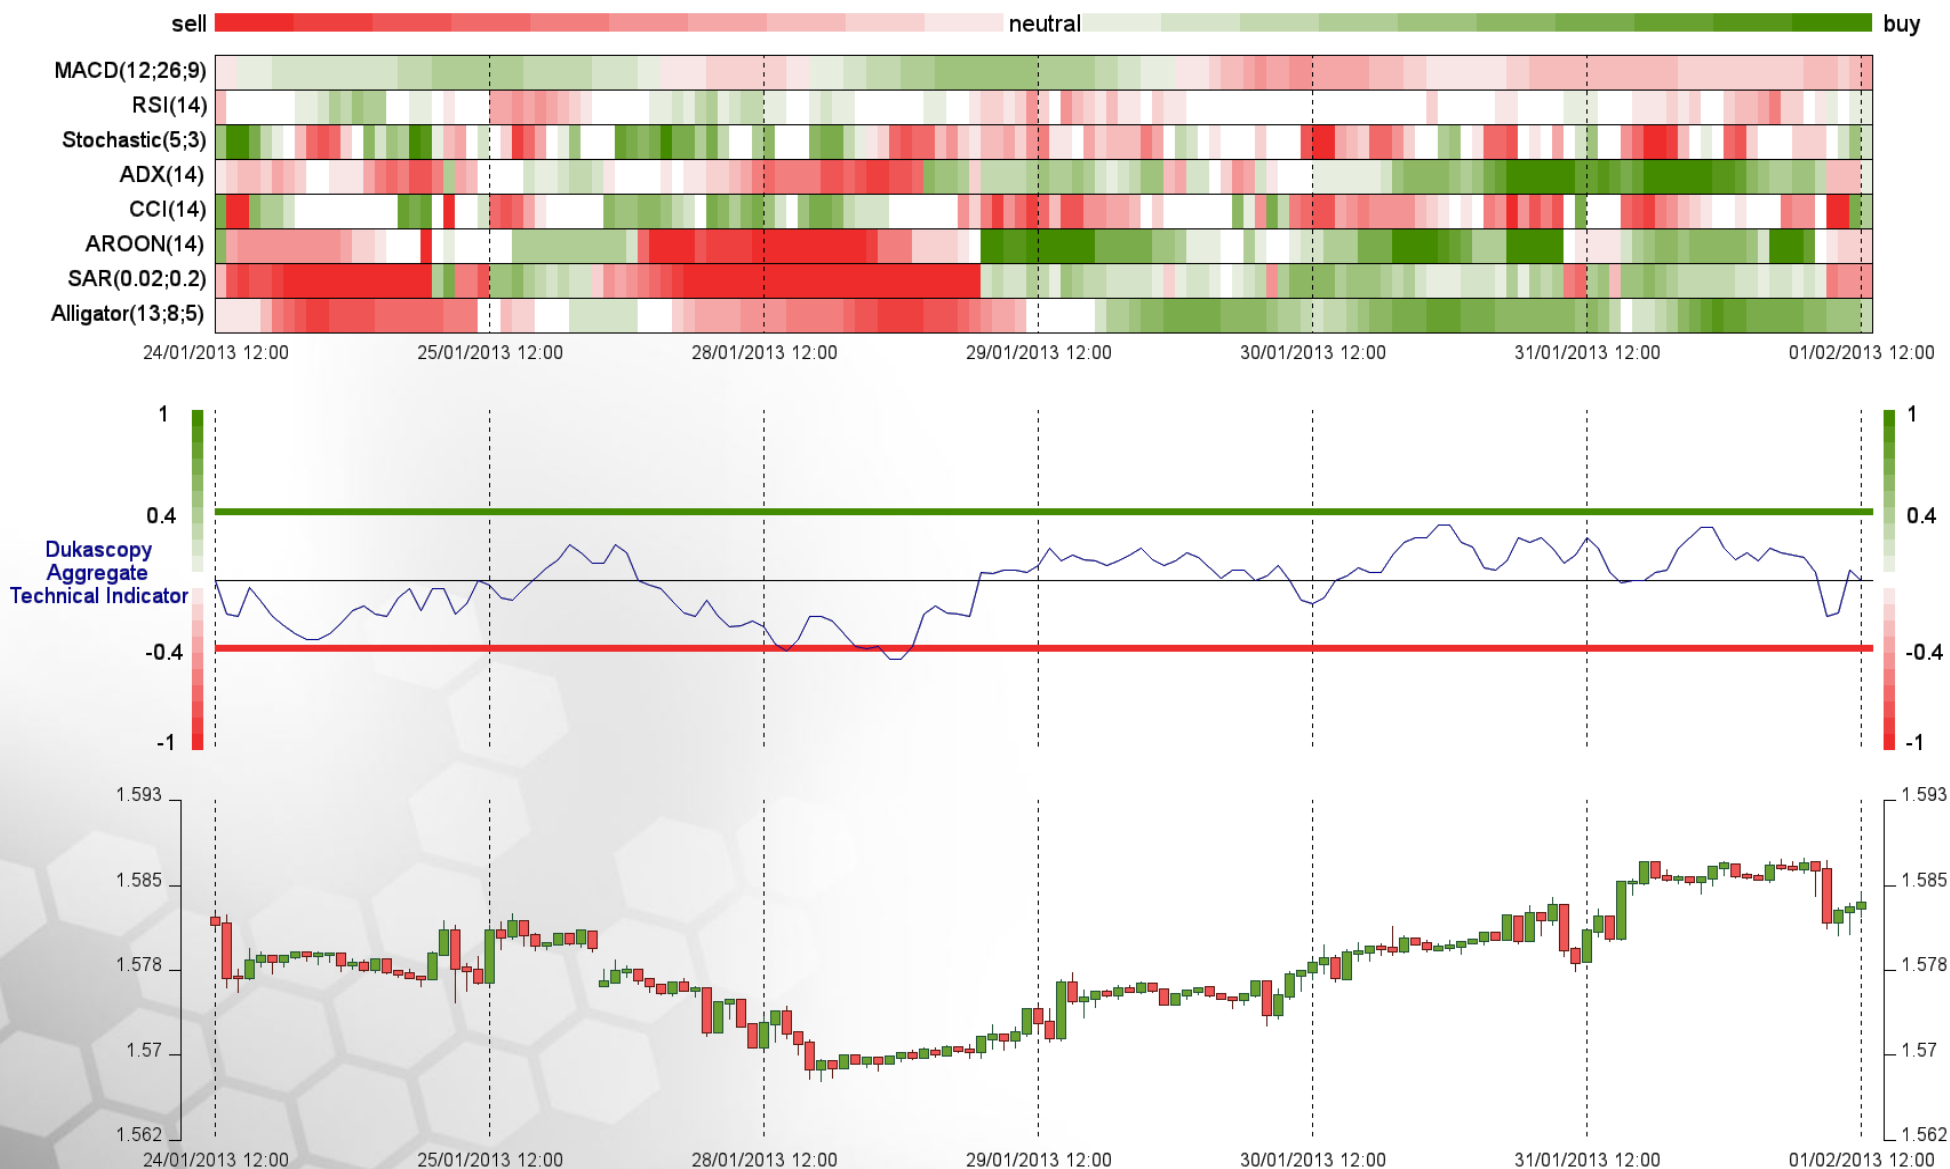 sell neutral buy
MACD(12;26;9)
RSI(14)
Stochastic(5;3)
ADX(14)
CCI(14)
AROON(14)
SAR(0.02;0.2)
Alligator(13;8;5)
24/01/2013 12:00 25/01/2013 12:00 28/01/2013 12:00 29/01/2013 12:00 30/01/2013 12:00 31/01/2013 12:00 01/02/2013 12:00
1 1
0.4 0.4
Dukascopy
Aggregate
Technical Indicator
-0.4 -0.4
-1 -1
1.593 1.593
1.585 1.585
1.578 1.578
1.57 1.57
1.562 1.562
24/01/2013 12:00 25/01/2013 12:00 28/01/2013 12:00 29/01/2013 12:00 30/01/2013 12:00 31/01/2013 12:00 01/02/2013 12:00